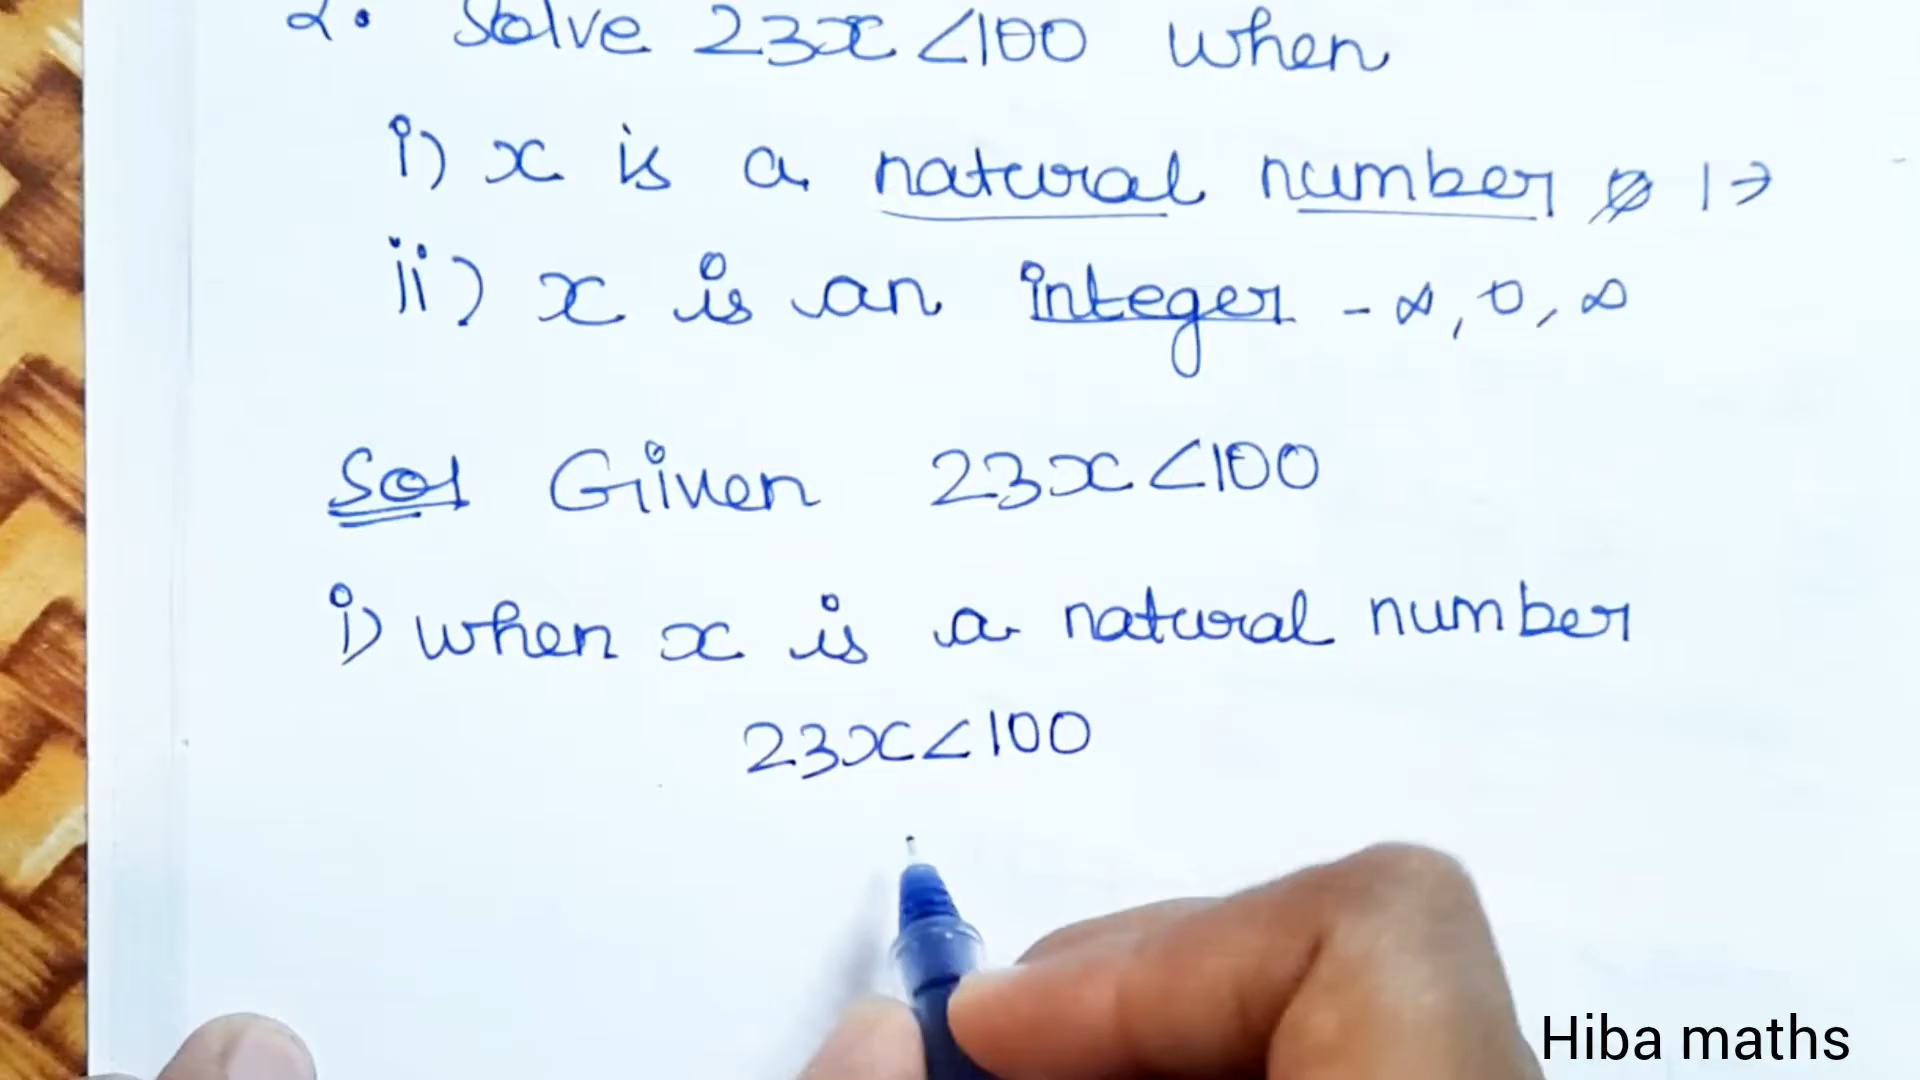 2. Solve 23x<100 when
i) x is a natural number 1→
ii) x is an integer -∞, 0, ∞
Sol Given 23x<100
i) when x is a natural number
23x<100
Hiba maths